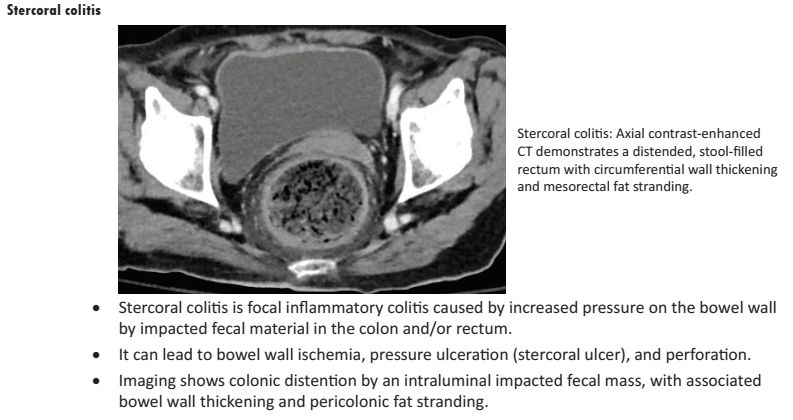 Stercoral colitis
Stercoral colitis: Axial contrast-enhanced
CT demonstrates a distended, stool-filled
rectum with circumferential wall thickening
and mesorectal fat stranding.
• Stercoral colitis is focal inflammatory colitis caused by increased pressure on the bowel wall
by impacted fecal material in the colon and/or rectum.
• It can lead to bowel wall ischemia, pressure ulceration (stercoral ulcer), and perforation.
• Imaging shows colonic distention by an intraluminal impacted fecal mass, with associated
bowel wall thickening and pericolonic fat stranding.